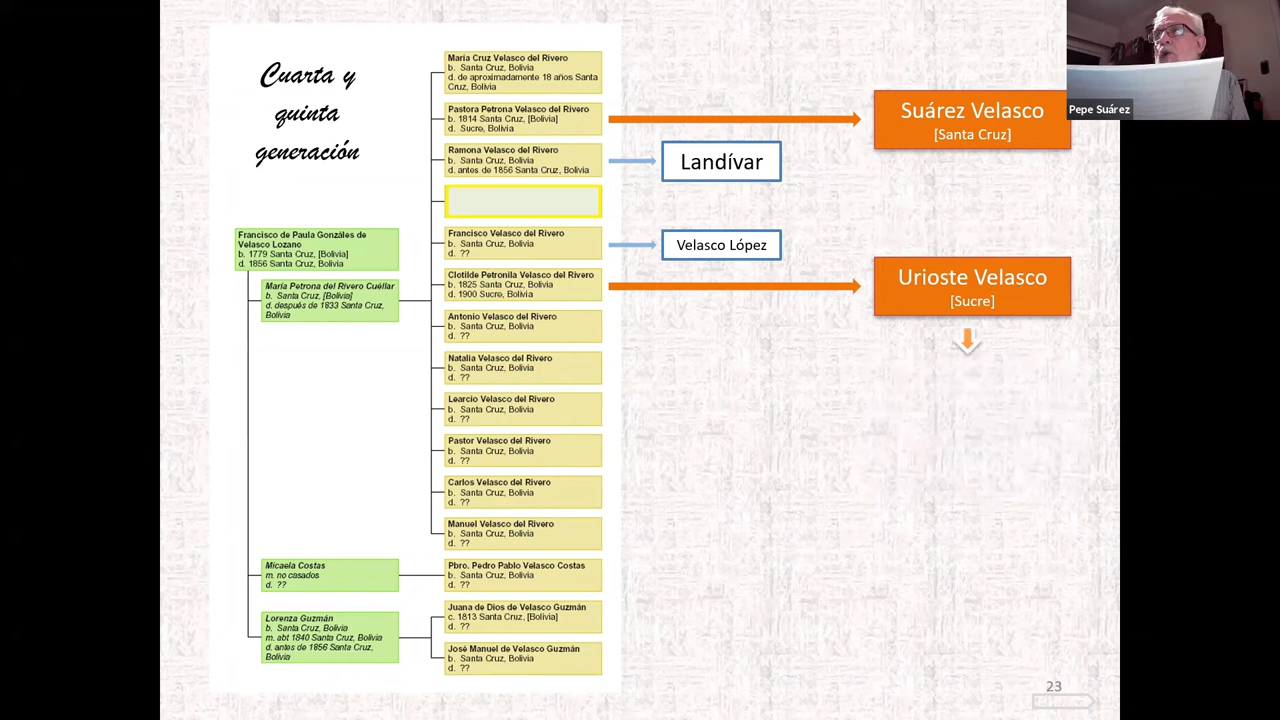 Cuarta y
quinta
generación
Francisco de Paula Gonzáles de
Velasco Lozano
b. 1779 Santa Cruz, [Bolivia]
d. 1856 Santa Cruz, Bolivia
María Petrona del Rivero Cuéllar
b. Santa Cruz, [Bolivia]
d. después de 1833 Santa Cruz,
Bolivia
María Cruz Velasco del Rivero
b. Santa Cruz, Bolivia
d. de aproximadamente 18 años Santa
Cruz, Bolivia
Pastora Petrona Velasco del Rivero
b. 1814 Santa Cruz, [Bolivia]
d. Sucre, Bolivia
Ramona Velasco del Rivero
b. Santa Cruz, Bolivia
d. antes de 1856 Santa Cruz, Bolivia
Francisco Velasco del Rivero
b. Santa Cruz, Bolivia
d. ??
Clotilde Petronila Velasco del Rivero
b. 1825 Santa Cruz, Bolivia
d. 1900 Sucre, Bolivia
Antonio Velasco del Rivero
b. Santa Cruz, Bolivia
d. ??
Natalia Velasco del Rivero
b. Santa Cruz, Bolivia
d. ??
Learcio Velasco del Rivero
b. Santa Cruz, Bolivia
d. ??
Pastor Velasco del Rivero
b. Santa Cruz, Bolivia
d. ??
Carlos Velasco del Rivero
b. Santa Cruz, Bolivia
d. ??
Manuel Velasco del Rivero
b. Santa Cruz, Bolivia
d. ??
Micaela Costas
m. no casados
d. ??
Pbro. Pedro Pablo Velasco Costas
b. Santa Cruz, Bolivia
d. ??
Lorenza Guzmán
b. Santa Cruz, Bolivia
m. abt 1840 Santa Cruz, Bolivia
d. antes de 1856 Santa Cruz,
Bolivia
Juana de Dios de Velasco Guzmán
c. 1813 Santa Cruz, [Bolivia]
d. ??
José Manuel de Velasco Guzmán
b. Santa Cruz, Bolivia
d. ??
Suárez Velasco
[Santa Cruz]
Landívar
Velasco López
Urioste Velasco
[Sucre]
Pepe Suárez
23